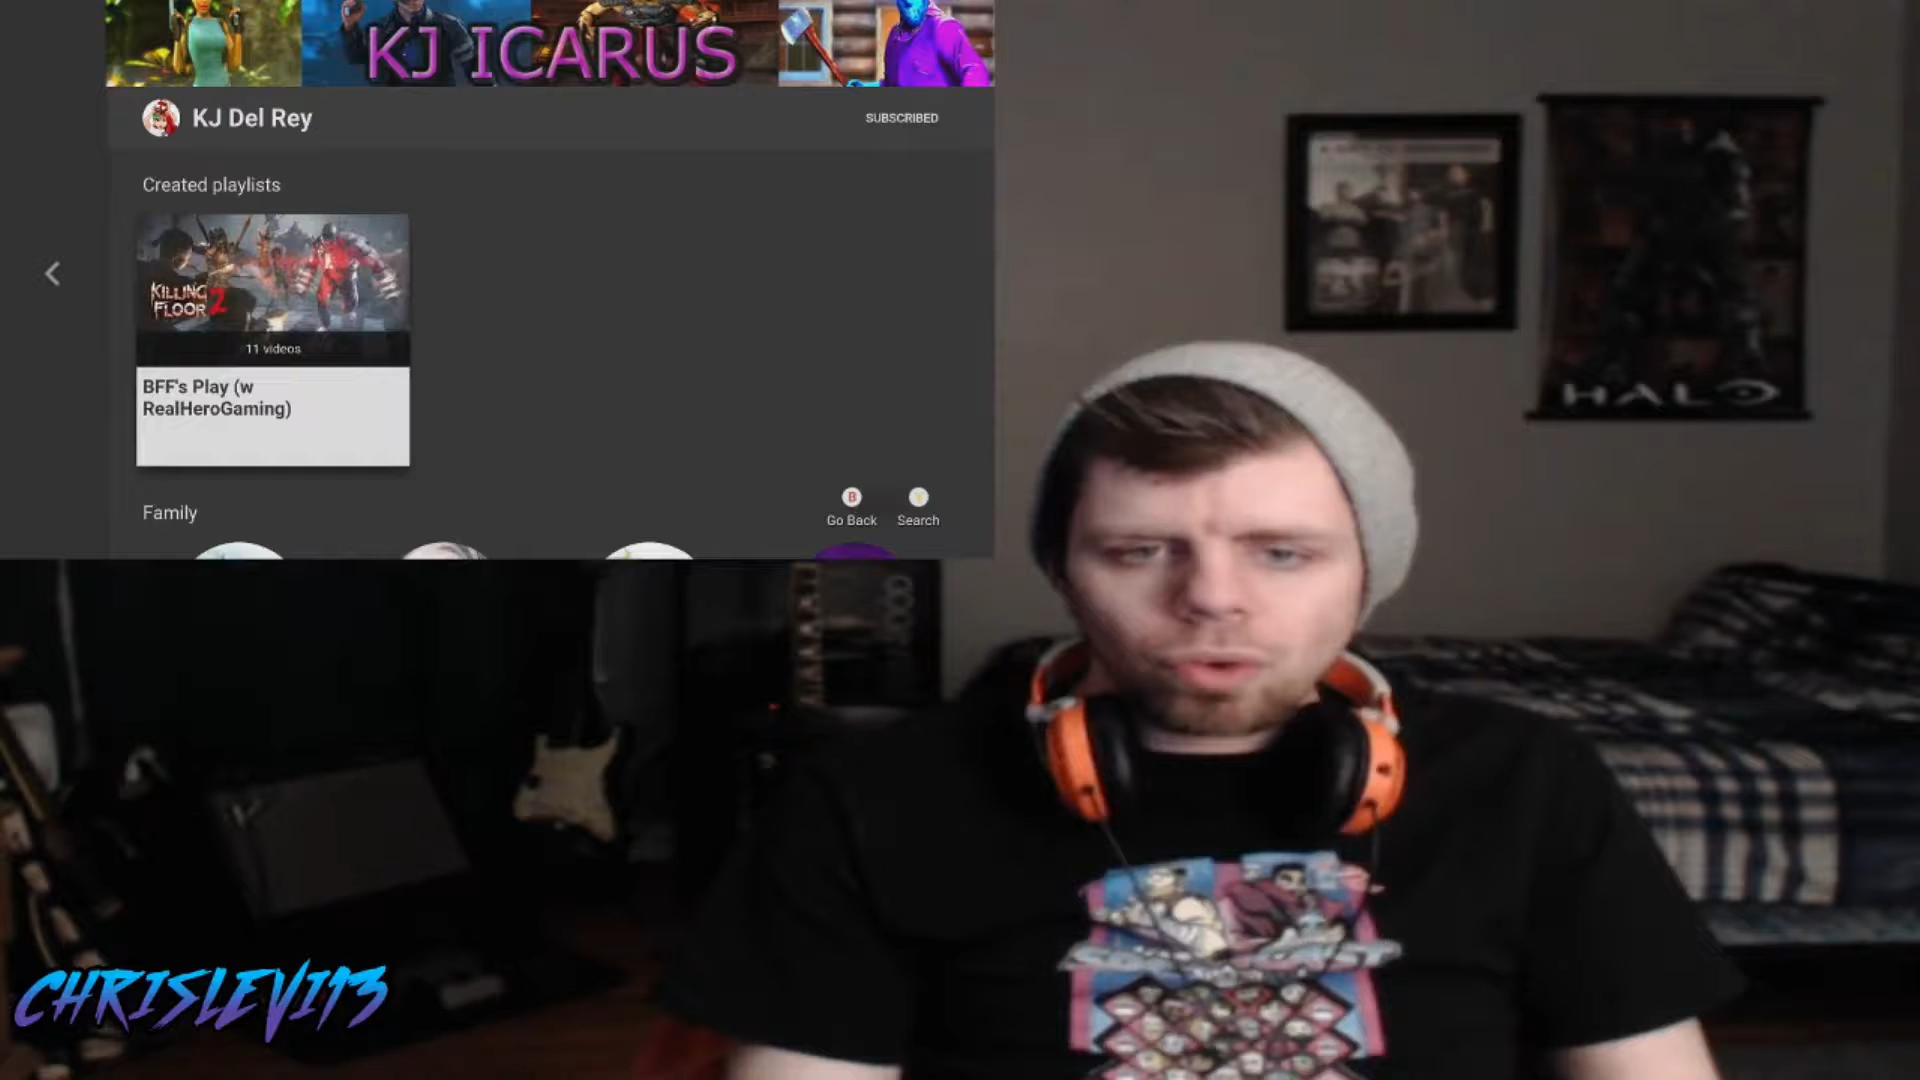 KJ ICARUS
KJ Del Rey
SUBSCRIBED
Created playlists
KILLING
FLOOR 2
11 videos
BFF's Play (w
RealHeroGaming)
B
Y
Go Back
Search
Family
HALO
CHRISLEVI13